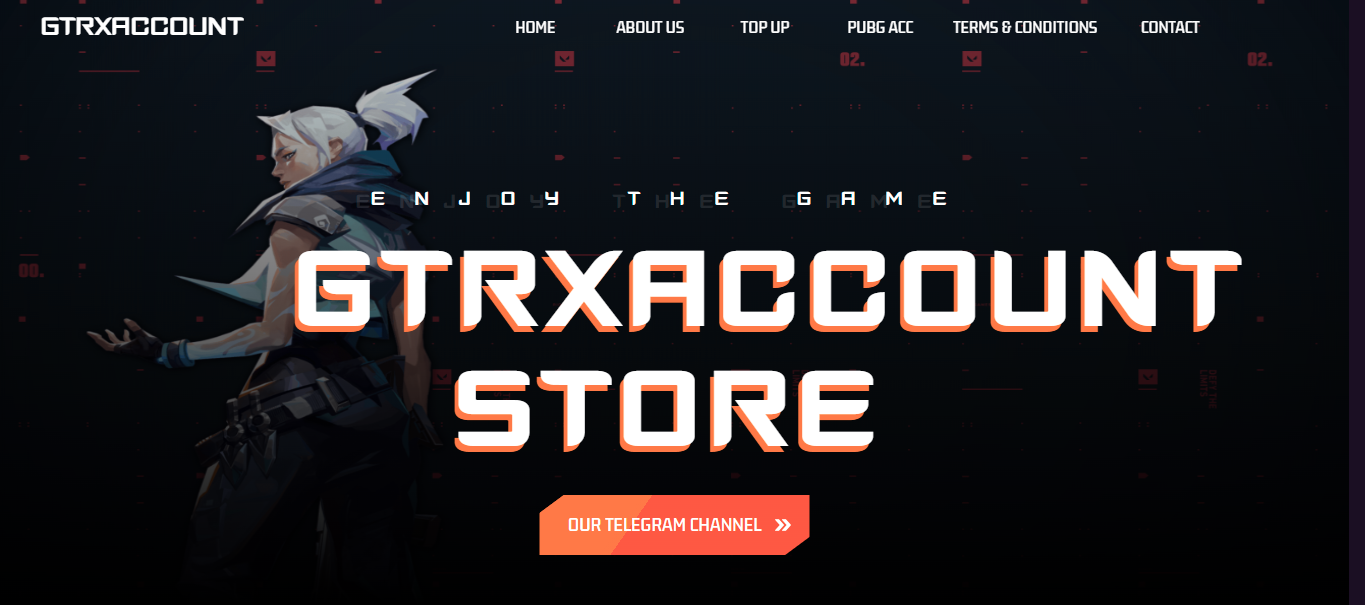 GTRXACCOUNT
HOME ABOUT US TOP UP PUBG ACC TERMS & CONDITIONS CONTACT
02. 02.
ENJOY THE GAME
00.
GTRXACCOUNT
STORE
OUR TELEGRAM CHANNEL »